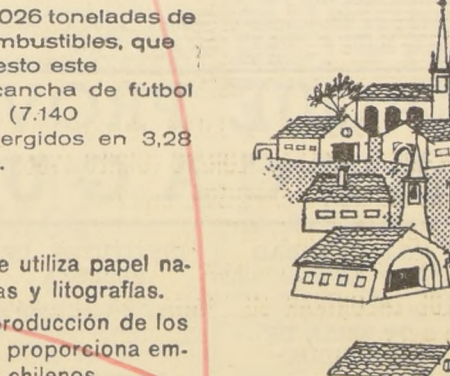 026 toneladas de
mbustibles, que
esto este
cancha de fútbol
(7.140
ergidos en 3,28
.
e utiliza papel na-
as y litografías.
roducción de los
proporciona em-
chilenos